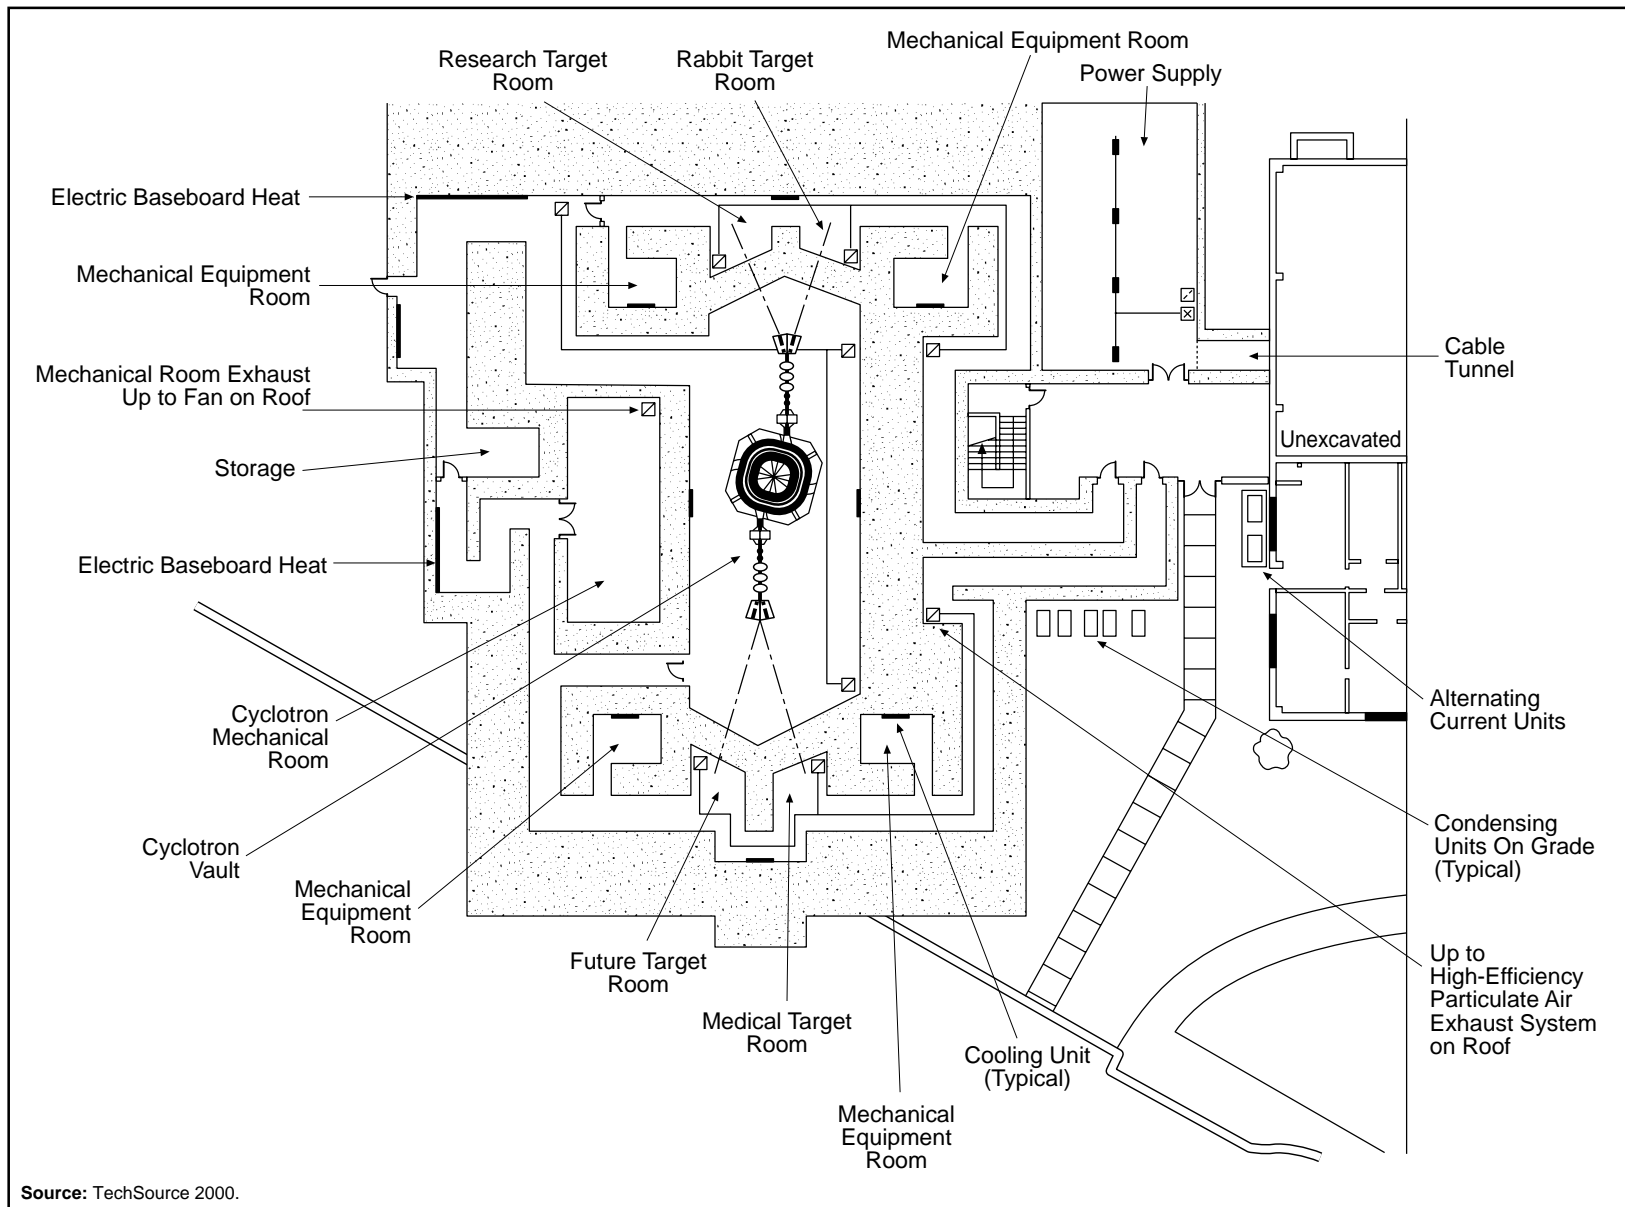 Mechanical Equipment Room
Research Target
Room
Rabbit Target
Room
Power Supply
Electric Baseboard Heat
Mechanical Equipment
Room
Mechanical Room Exhaust
Up to Fan on Roof
Storage
Electric Baseboard Heat
Cyclotron
Mechanical
Room
Cyclotron
Vault
Mechanical
Equipment
Room
Future Target
Room
Medical Target
Room
Cooling Unit
(Typical)
Mechanical
Equipment
Room
Cable
Tunnel
Unexcavated
Alternating
Current Units
Condensing
Units On Grade
(Typical)
Up to
High-Efficiency
Particulate Air
Exhaust System
on Roof
Source: TechSource 2000.